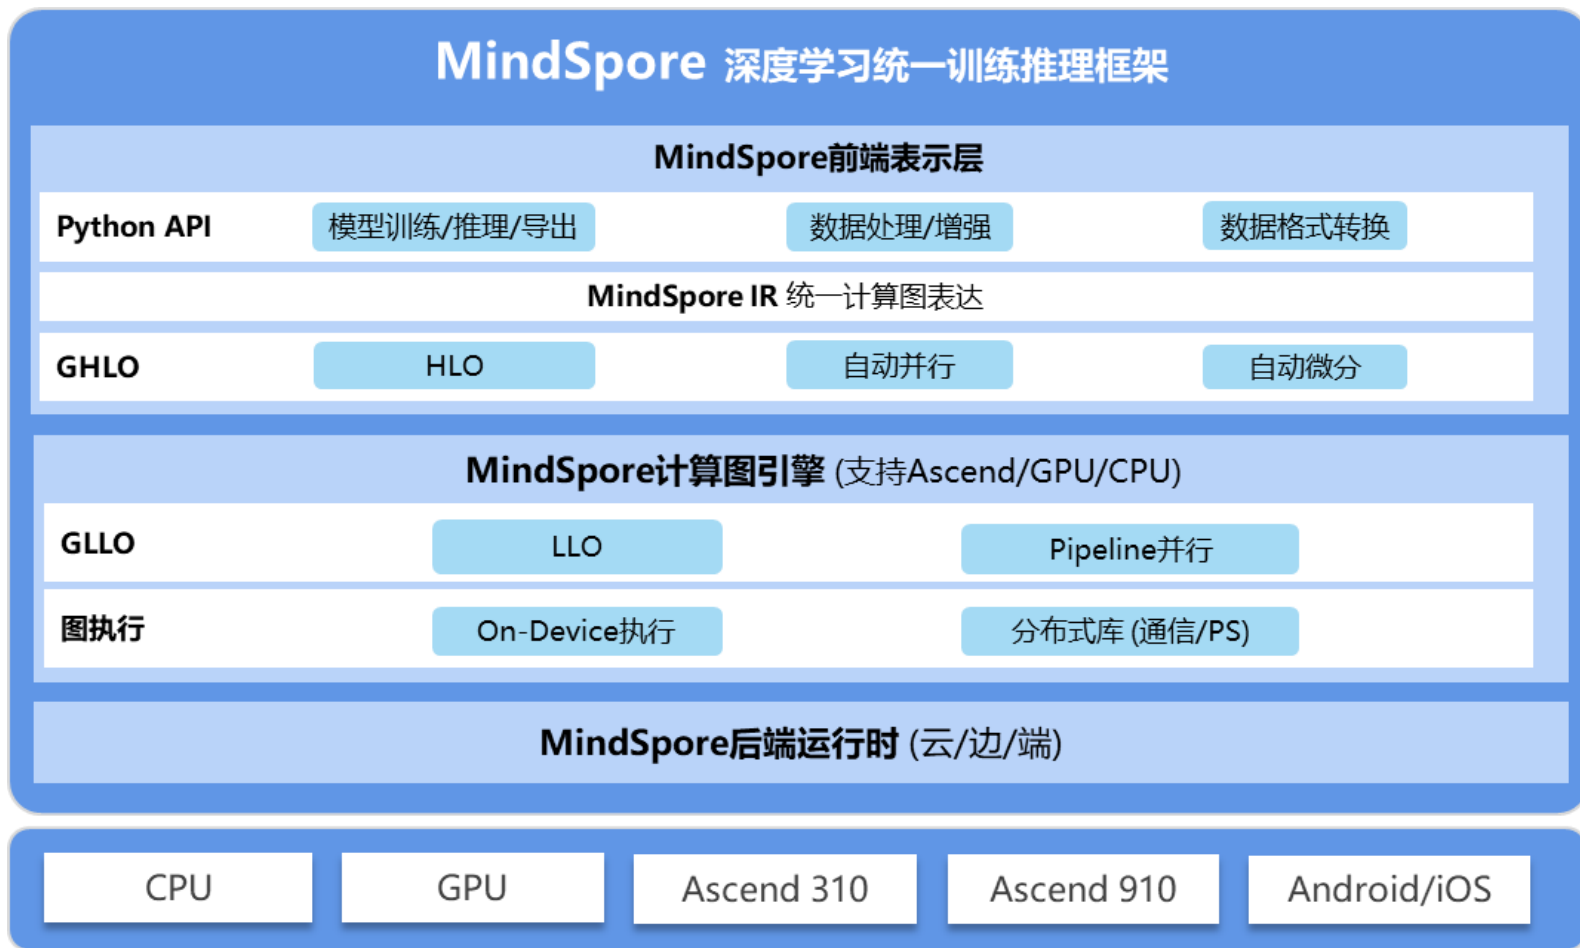 MindSpore 深度学习统一训练推理框架
MindSpore前端表示层
Python API 模型训练/推理/导出 数据处理/增强 数据格式转换
MindSpore IR 统一计算图表达
GHLO HLO 自动并行 自动微分
MindSpore计算图引擎 (支持Ascend/GPU/CPU)
GLLO LLO Pipeline并行
图执行 On-Device执行 分布式库 (通信/PS)
MindSpore后端运行时 (云/边/端)
CPU GPU Ascend 310 Ascend 910 Android/iOS